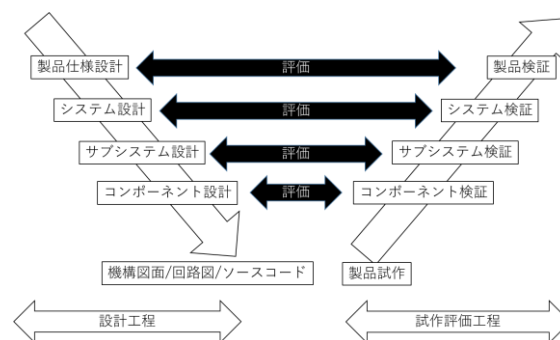 製品仕様設計
評価
製品検証
システム設計
評価
システム検証
サブシステム設計
評価
サブシステム検証
コンポーネント設計
評価
コンポーネント検証
機構図面/回路図/ソースコード
製品試作
設計工程
試作評価工程